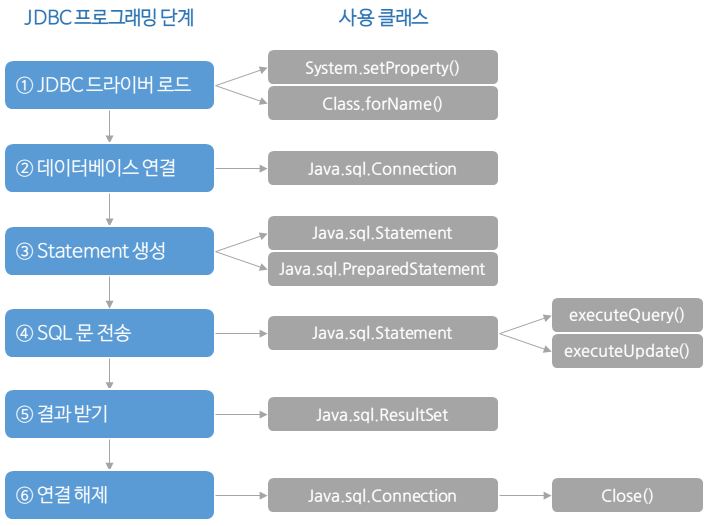 JDBC 프로그래밍 단계
사용 클래스
① JDBC 드라이버 로드
System.setProperty()
Class.forName()
② 데이터베이스 연결
Java.sql.Connection
③ Statement 생성
Java.sql.Statement
Java.sql.PreparedStatement
④ SQL 문 전송
Java.sql.Statement
executeQuery()
executeUpdate()
⑤ 결과 받기
Java.sql.ResultSet
⑥ 연결 해제
Java.sql.Connection
Close()